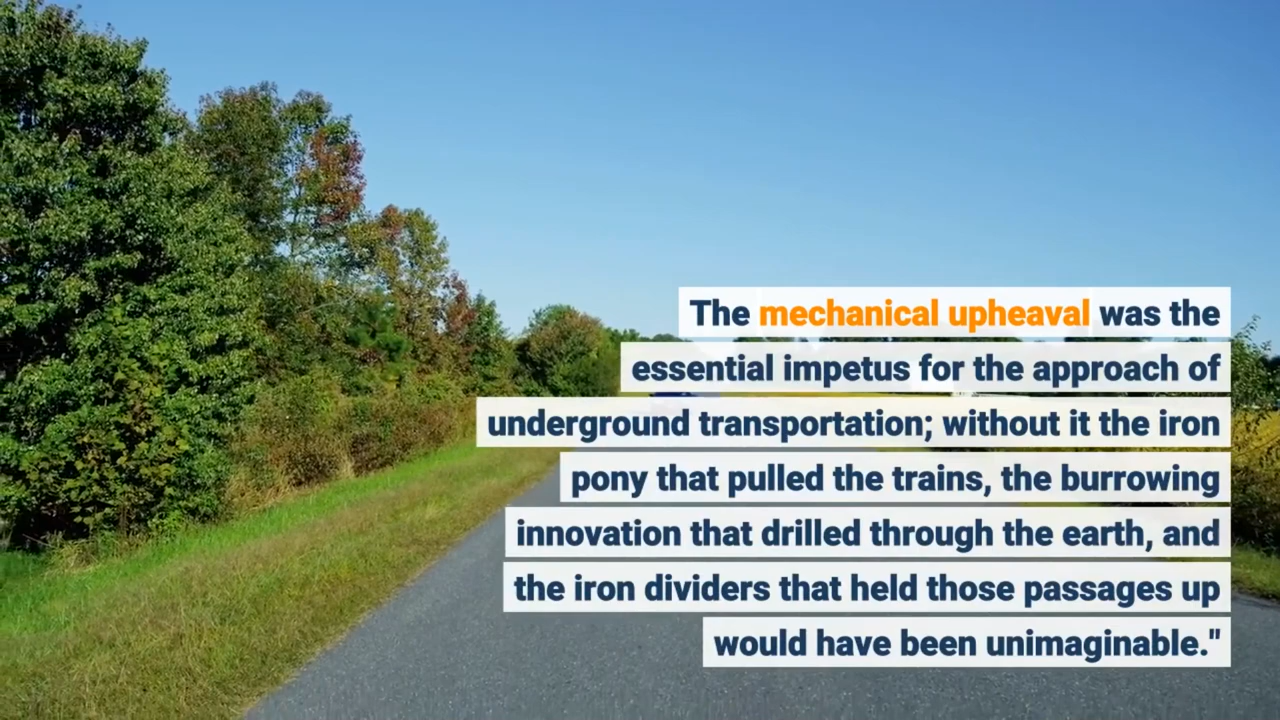 The mechanical upheaval was the
essential impetus for the approach of
underground transportation; without it the iron
pony that pulled the trains, the burrowing
innovation that drilled through the earth, and
the iron dividers that held those passages up
would have been unimaginable."